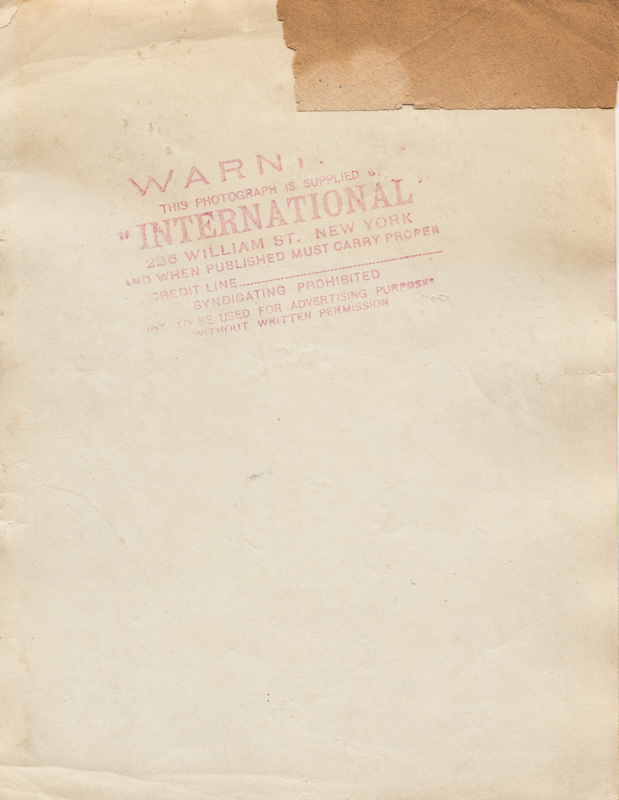 WARNI
THIS PHOTOGRAPH IS SUPPLIED
"INTERNATIONAL"
WILLIAM ST. NEW YORK
AND WHEN PUBLISHED MUST CARRY PROPER
CREDIT LINE
SYNDICATING PROHIBITED
TO BE USED FOR ADVERTISING PURPOSES
WITHOUT WRITTEN PERMISSION